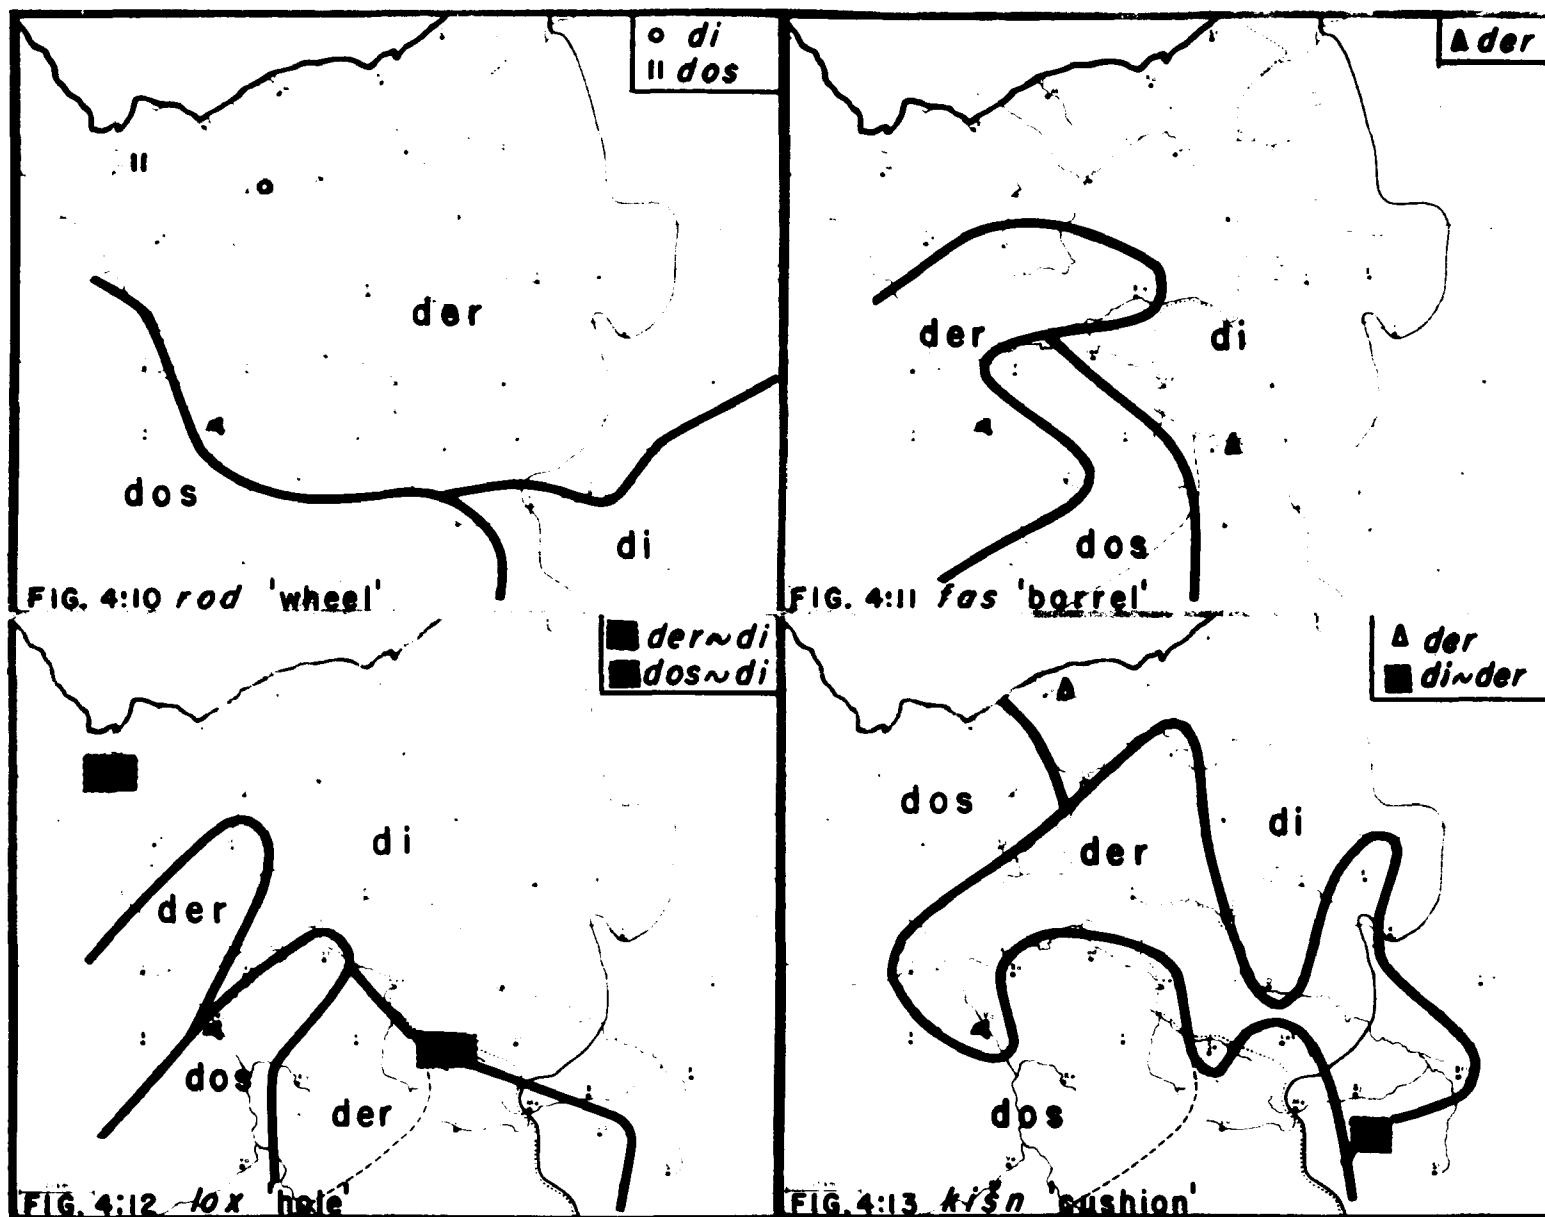 o di
ıı dos
der
dos
di
FIG. 4:10 rod 'wheel'
▲ der
der
di
dos
FIG. 4:11 fas 'barrel'
■ der~di
■ dos~di
di
der
dos
der
FIG. 4:12 lox 'hole'
Δ der
■ di~der
dos
di
der
dos
FIG. 4:13 kišn 'cushion'